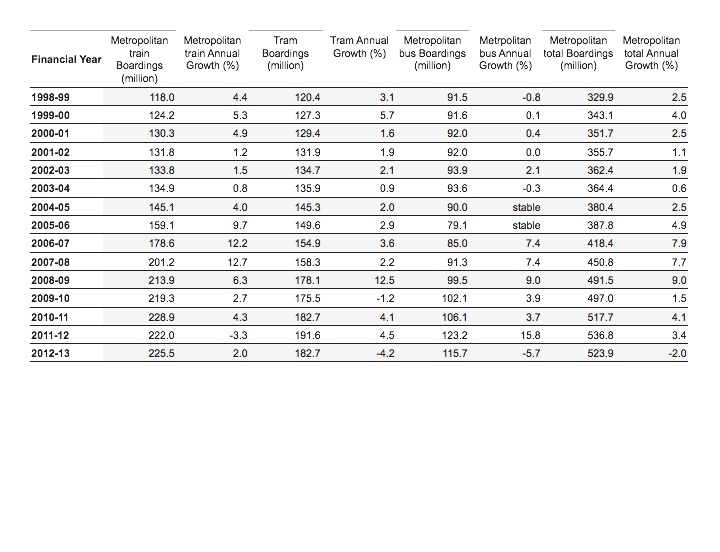 Financial Year Metropolitan train Boardings (million) Metropolitan train Annual Growth (%) Tram Boardings (million) Tram Annual Growth (%) Metropolitan bus Boardings (million) Metrpolitan bus Annual Growth (%) Metropolitan total Boardings (million) Metropolitan total Annual Growth (%)
1998-99 118.0 4.4 120.4 3.1 91.5 -0.8 329.9 2.5
1999-00 124.2 5.3 127.3 5.7 91.6 0.1 343.1 4.0
2000-01 130.3 4.9 129.4 1.6 92.0 0.4 351.7 2.5
2001-02 131.8 1.2 131.9 1.9 92.0 0.0 355.7 1.1
2002-03 133.8 1.5 134.7 2.1 93.9 2.1 362.4 1.9
2003-04 134.9 0.8 135.9 0.9 93.6 -0.3 364.4 0.6
2004-05 145.1 4.0 145.3 2.0 90.0 stable 380.4 2.5
2005-06 159.1 9.7 149.6 2.9 79.1 stable 387.8 4.9
2006-07 178.6 12.2 154.9 3.6 85.0 7.4 418.4 7.9
2007-08 201.2 12.7 158.3 2.2 91.3 7.4 450.8 7.7
2008-09 213.9 6.3 178.1 12.5 99.5 9.0 491.5 9.0
2009-10 219.3 2.7 175.5 -1.2 102.1 3.9 497.0 1.5
2010-11 228.9 4.3 182.7 4.1 106.1 3.7 517.7 4.1
2011-12 222.0 -3.3 191.6 4.5 123.2 15.8 536.8 3.4
2012-13 225.5 2.0 182.7 -4.2 115.7 -5.7 523.9 -2.0